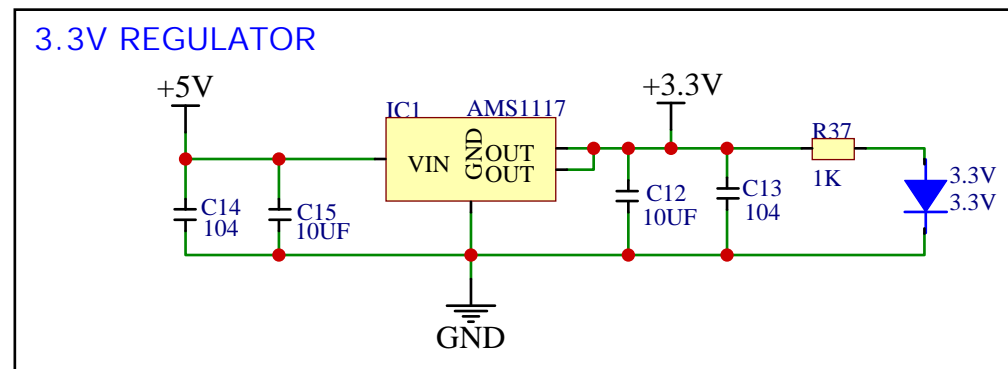 3.3V REGULATOR
+5V
+3.3V
IC1
AMS1117
R37
VIN
GND
OUT
OUT
1K
C14
104
C15
10UF
C12
10UF
C13
104
3.3V
3.3V
GND